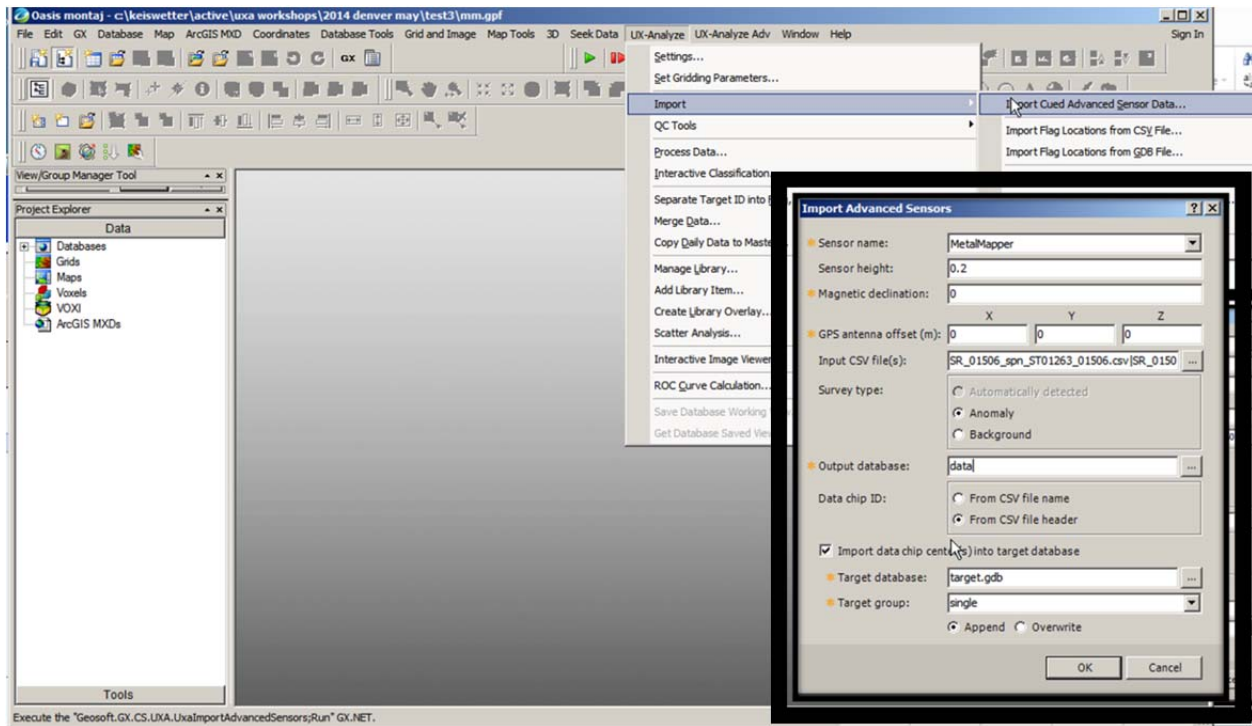 Oasis montaj - c:\keiswetter\active\uxa workshops\2014 denver may\test3\mm.gpf
File Edit GX Database Map ArcGIS MXD Coordinates Database Tools Grid and Image Map Tools 3D Seek Data UX-Analyze UX-Analyze Adv Window Help Sign In
GX
View/Group Manager Tool
Project Explorer
Data
Databases
Grids
Maps
Voxels
VOXI
ArcGIS MXDs
Tools
Settings...
Set Gridding Parameters...
Import
QC Tools
Process Data...
Interactive Classification
Separate Target ID into
Merge Data...
Copy Daily Data to Maste
Manage Library...
Add Library Item...
Create Library Overlay...
Scatter Analysis...
Interactive Image Viewer
ROC Curve Calculation...
Save Database Working
Get Database Saved Vie
Import Cued Advanced Sensor Data...
Import Flag Locations from CSV File...
Import Flag Locations from GDB File...
Import Advanced Sensors
Sensor name: MetalMapper
Sensor height: 0.2
Magnetic declination: 0
X Y Z
GPS antenna offset (m): 0 0 0
Input CSV file(s): SR_01506_spn_ST01263_01506.csv|SR_0150 ...
Survey type: Automatically detected
Anomaly
Background
Output database: data ...
Data chip ID: From CSV file name
From CSV file header
Import data chip center(s) into target database
Target database: target.gdb ...
Target group: single
Append Overwrite
OK Cancel
Execute the "Geosoft.GX.CS.UXA.UxaImportAdvancedSensors;Run" GX.NET.